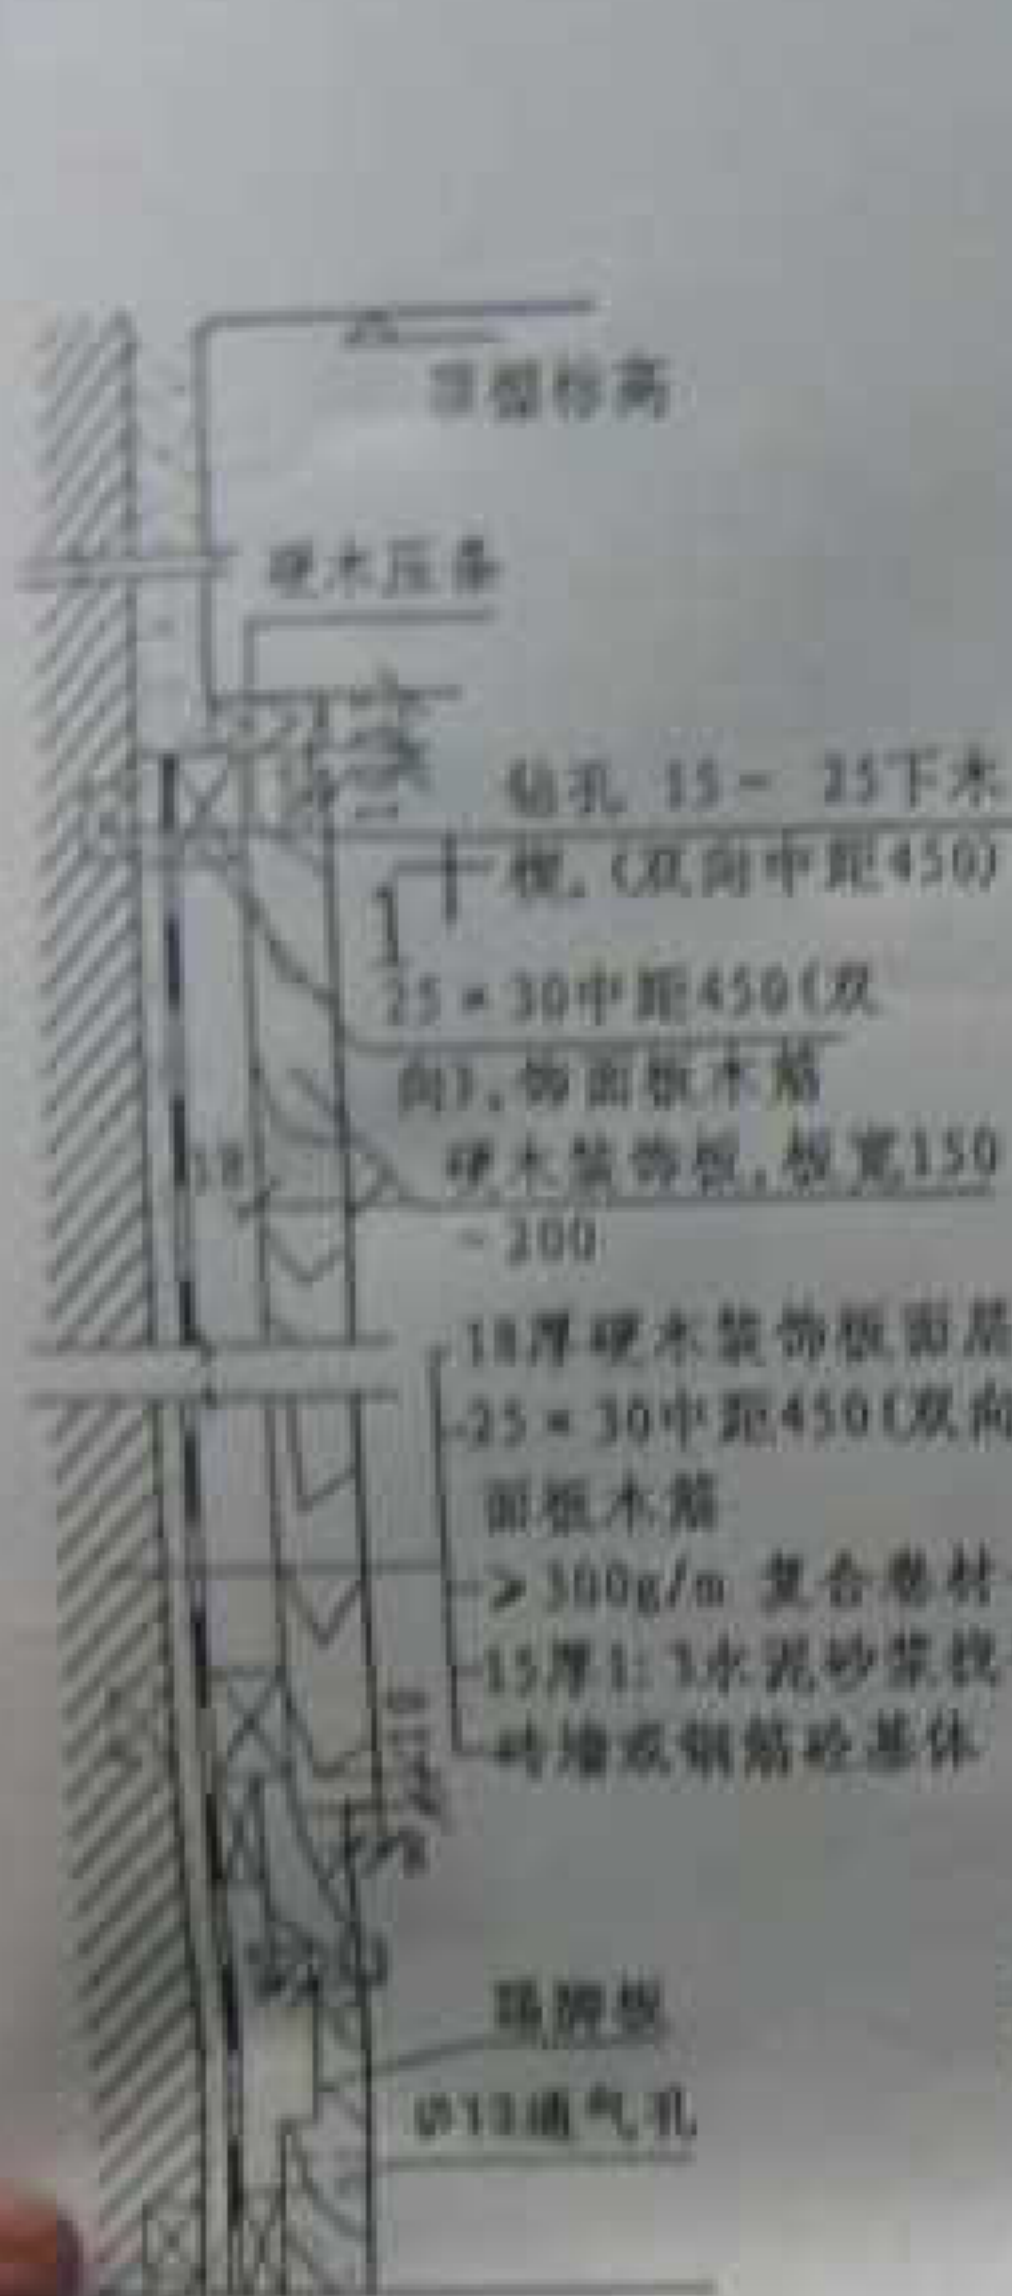 顶棚标高
硬木压条
钻孔 15- 25下木
楔,(双向中距450)
25×30中距450(双
向),饰面板木筋
硬木装饰板,板宽150
-200
18厚硬木装饰板面层
25×30中距450(双向
面板木筋
>300g/m 复合卷材
15厚1:3水泥砂浆找
砖墙或钢筋砼基体
18
踢脚板
通气孔